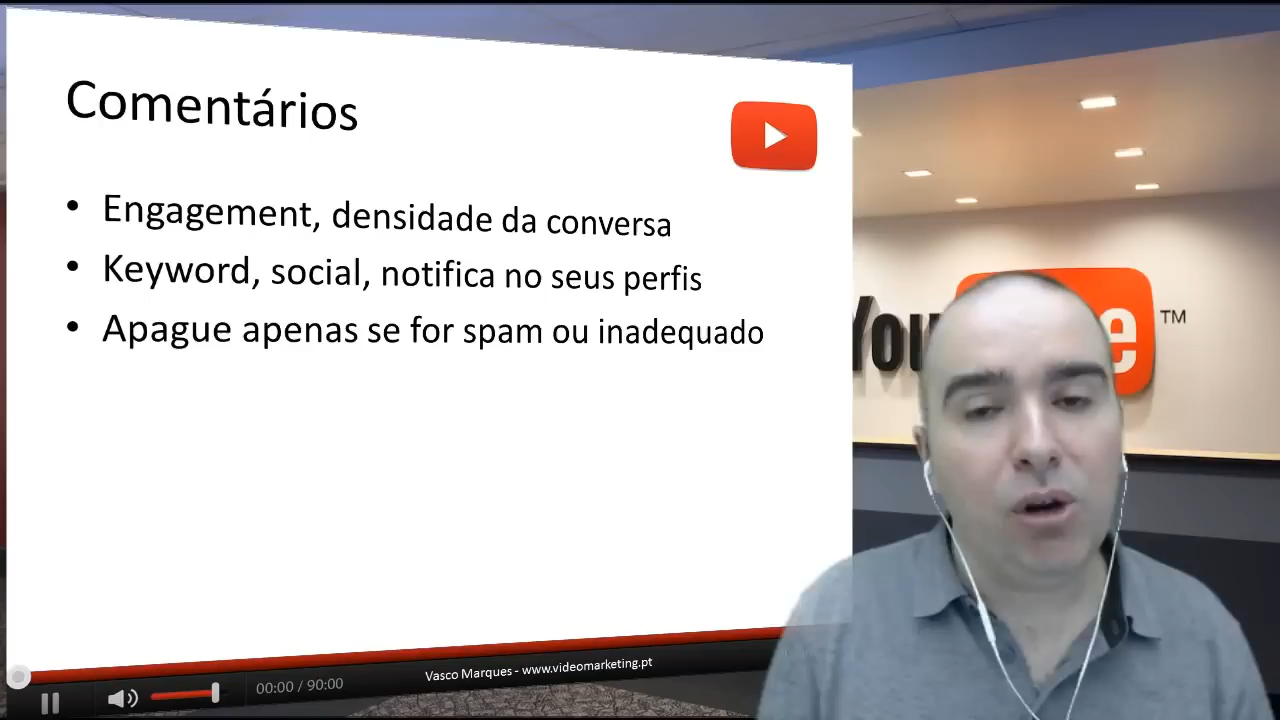 Comentários
• Engagement, densidade da conversa
• Keyword, social, notifica no seus perfis
• Apague apenas se for spam ou inadequado
You e ™
00:00 / 90:00
Vasco Marques - www.videomarketing.pt